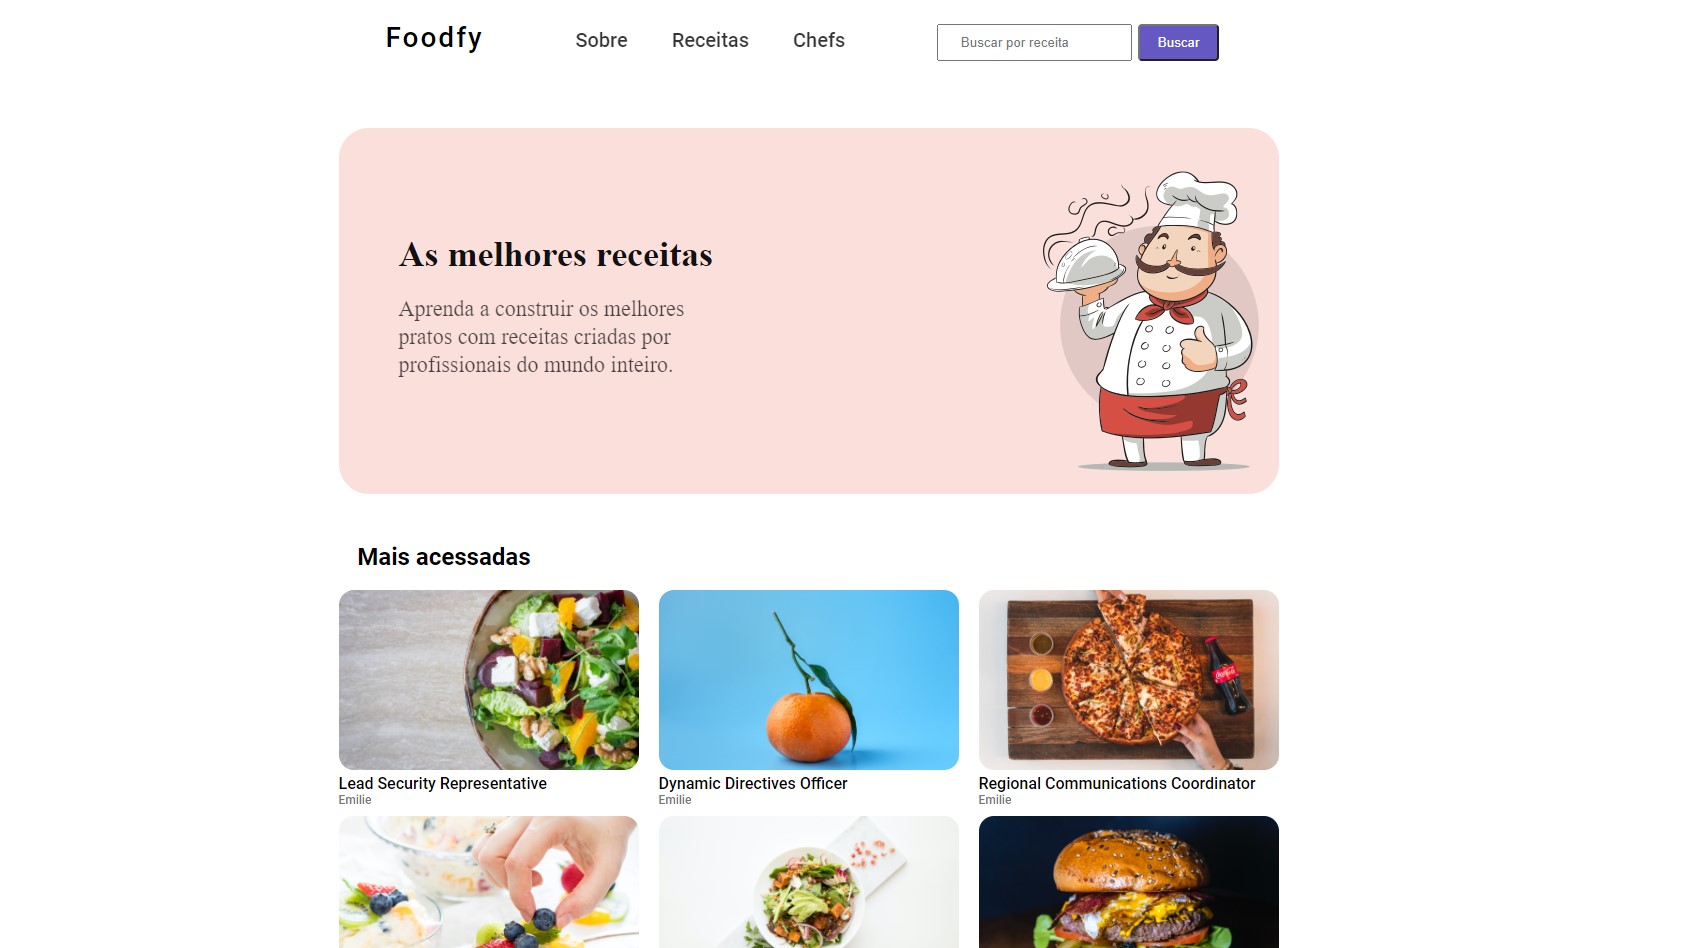 Foodfy
Sobre
Receitas
Chefs
Buscar por receita
Buscar
As melhores receitas
Aprenda a construir os melhores
pratos com receitas criadas por
profissionais do mundo inteiro.
Mais acessadas
Coca-Cola
Lead Security Representative
Emilie
Dynamic Directives Officer
Emilie
Regional Communications Coordinator
Emilie